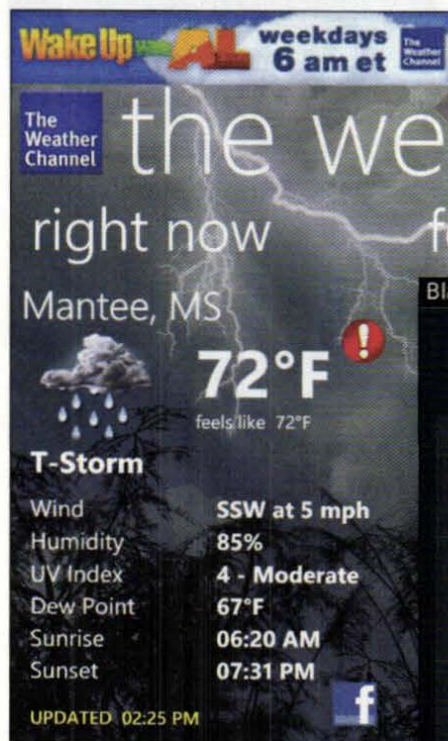 Wake Up with AL weekdays
6 am et
The Weather Channel
The
Weather
Channel
the we
right now
Mantee, MS
72°F
feels like 72°F
T-Storm
Wind SSW at 5 mph
Humidity 85%
UV Index 4 - Moderate
Dew Point 67°F
Sunrise 06:20 AM
Sunset 07:31 PM
UPDATED 02:25 PM
f